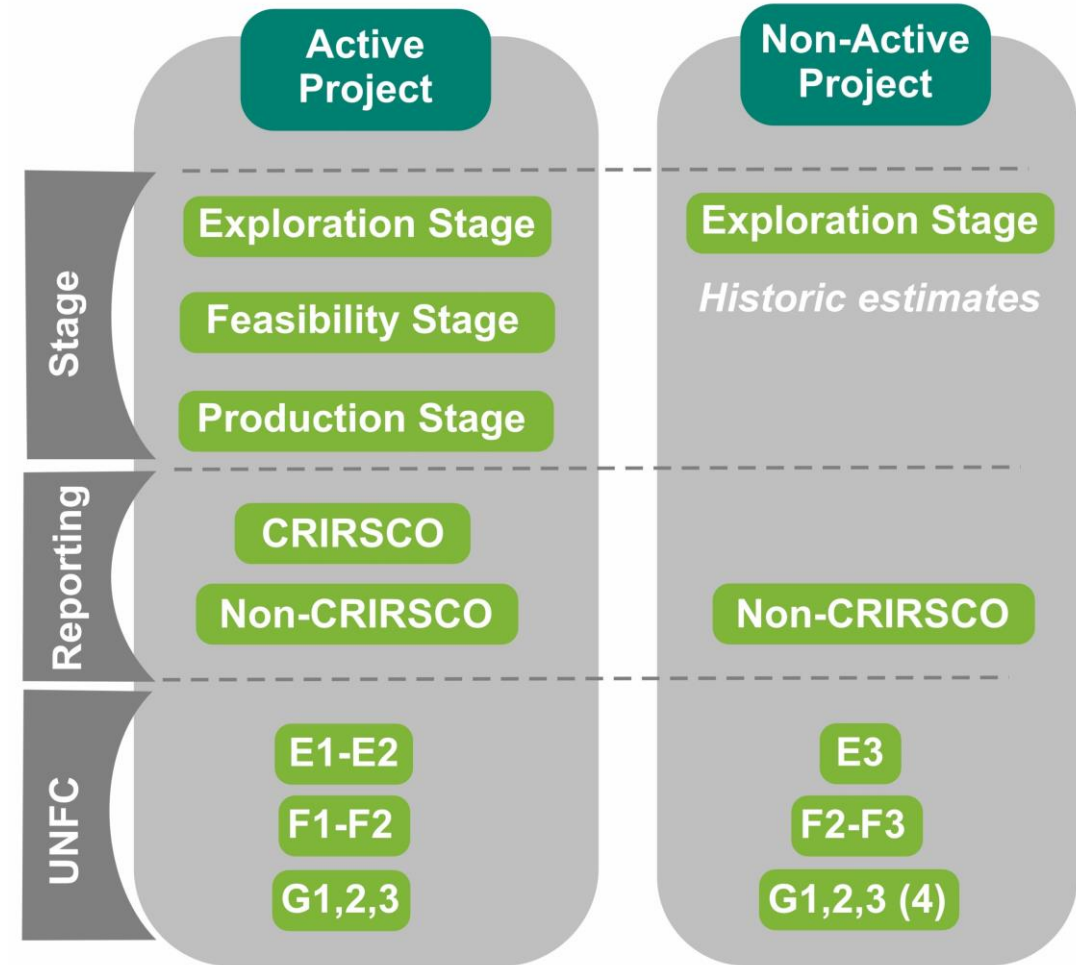 Active
Project
Non-Active
Project
Stage
Exploration Stage
Exploration Stage
Feasibility Stage
Historic estimates
Production Stage
Reporting
CRIRSCO
Non-CRIRSCO
Non-CRIRSCO
UNFC
E1-E2
E3
F1-F2
F2-F3
G1,2,3
G1,2,3 (4)